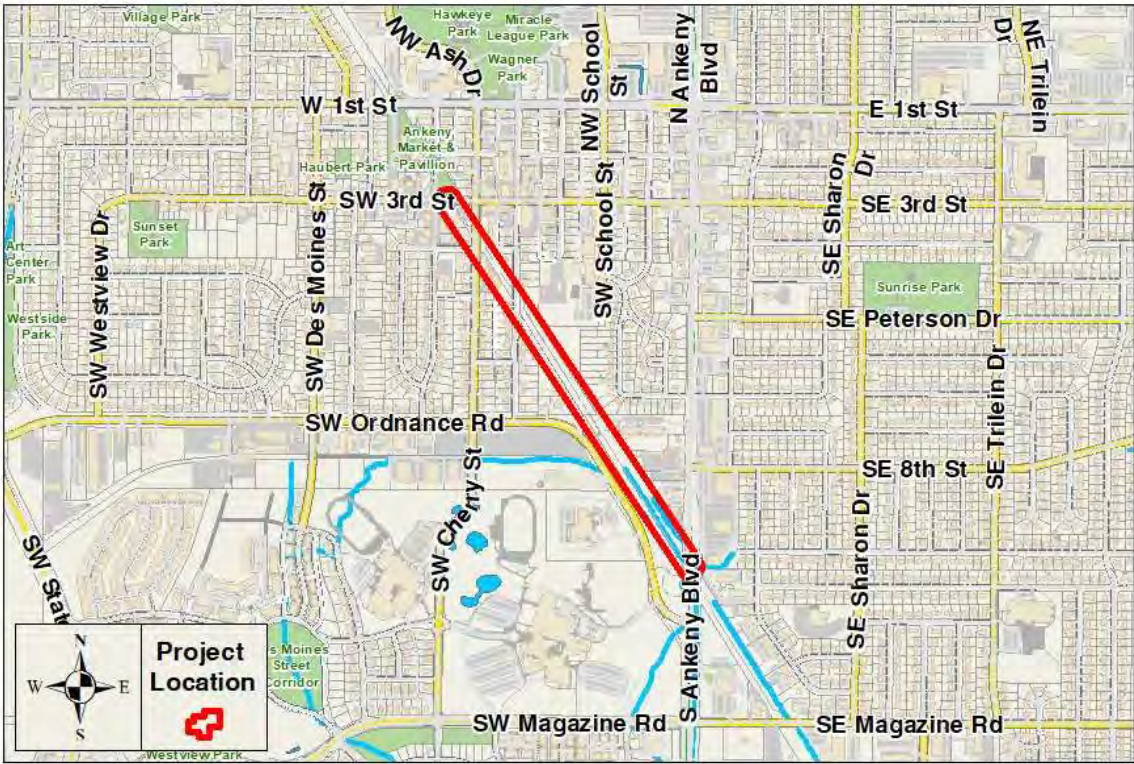 Village Park
Hawkeye
Park
Miracle
League Park
Wagner
Park
NW Ash Dr
NW School
St
N Ankeny
Blvd
NE Trilein
Dr
W 1st St
E 1st St
Ankeny
Market &
Pavillion
Haubert Park
SW 3rd St
SE 3rd St
SE Sharon
Dr
Sunset
Park
Art
Center
Park
Westside
Park
SW Westview Dr
SW Des Moines St
SW School St
Sunrise Park
SE Peterson Dr
SE Trilein Dr
SW Ordnance Rd
SE 8th St
SW Cherry St
SE Sharon Dr
SW Stat
S Ankeny Blvd
N
W
E
S
Project
Location
s Moines
Street
Corridor
SW Magazine Rd
SE Magazine Rd
Westview Park